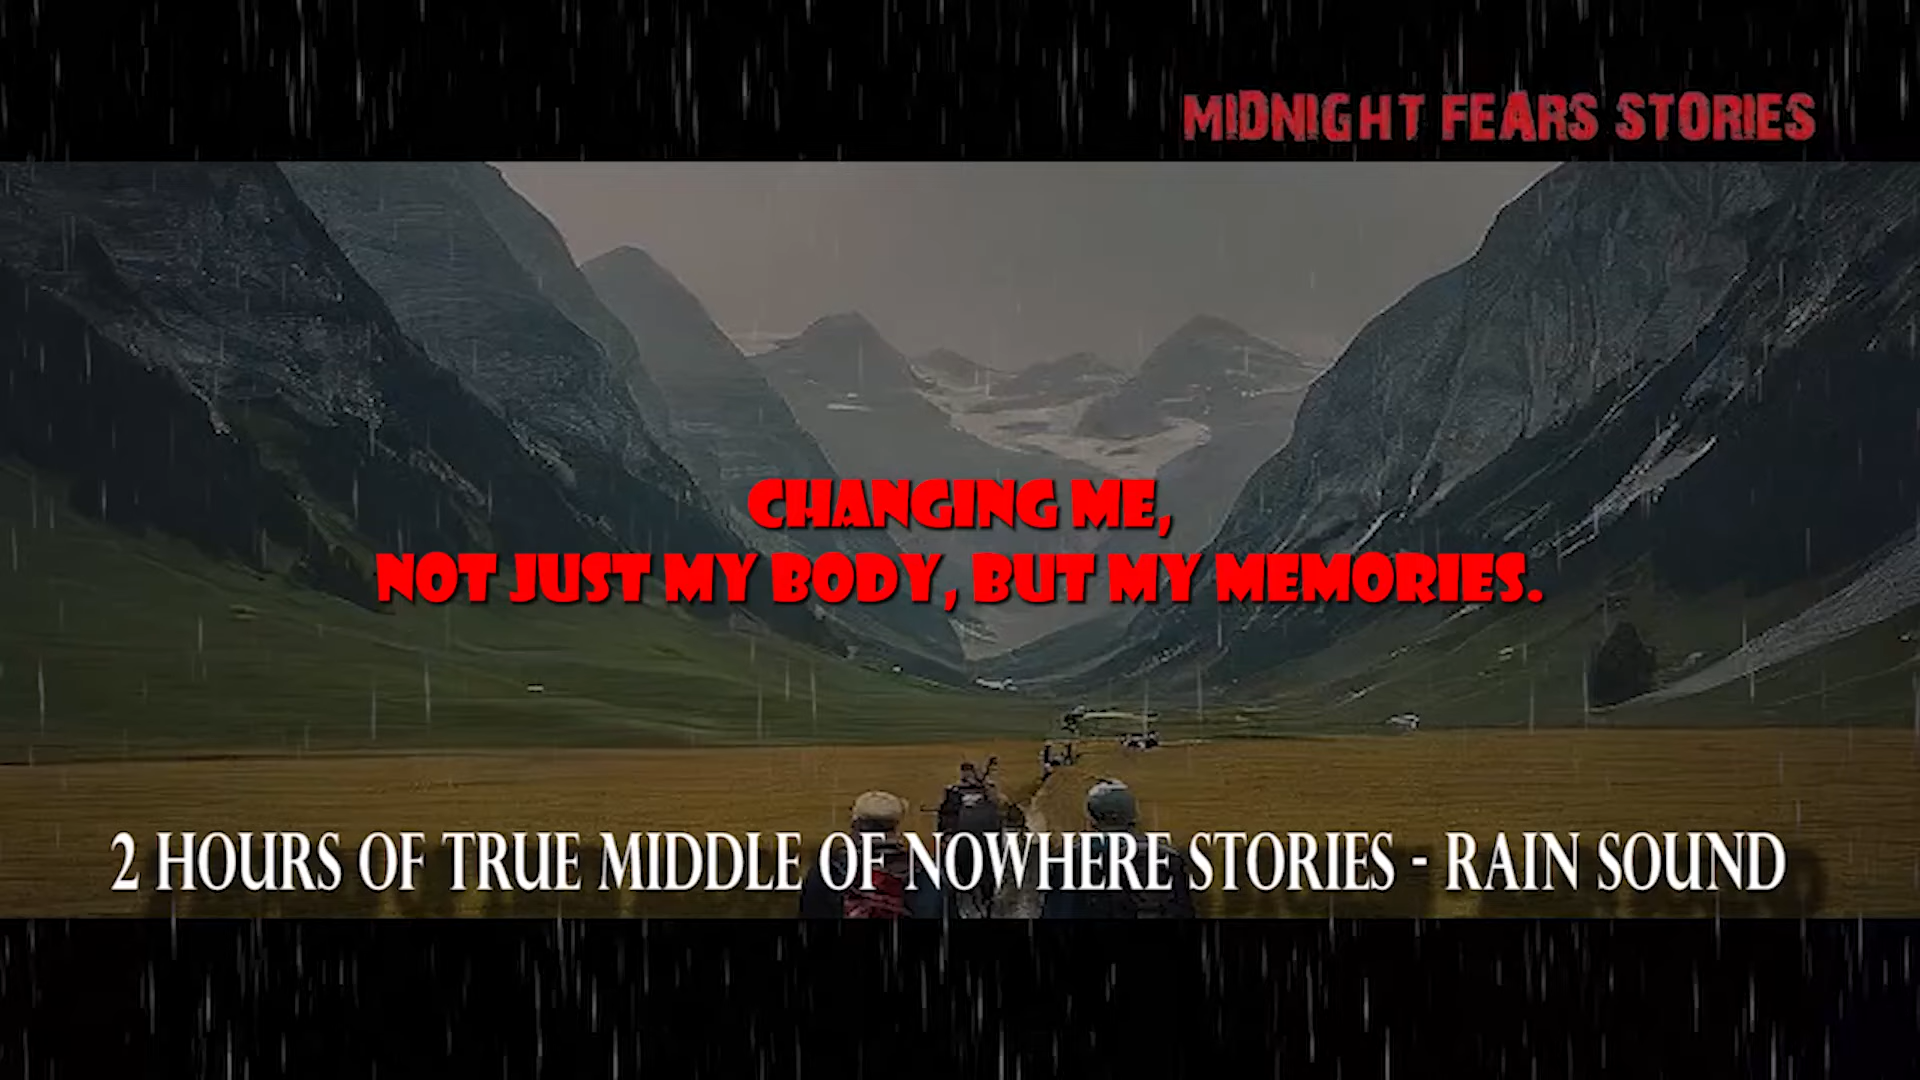 MIDNIGHT FEARS STORIES
CHANGING ME,
NOT JUST MY BODY, BUT MY MEMORIES.
2 HOURS OF TRUE MIDDLE OF NOWHERE STORIES - RAIN SOUND